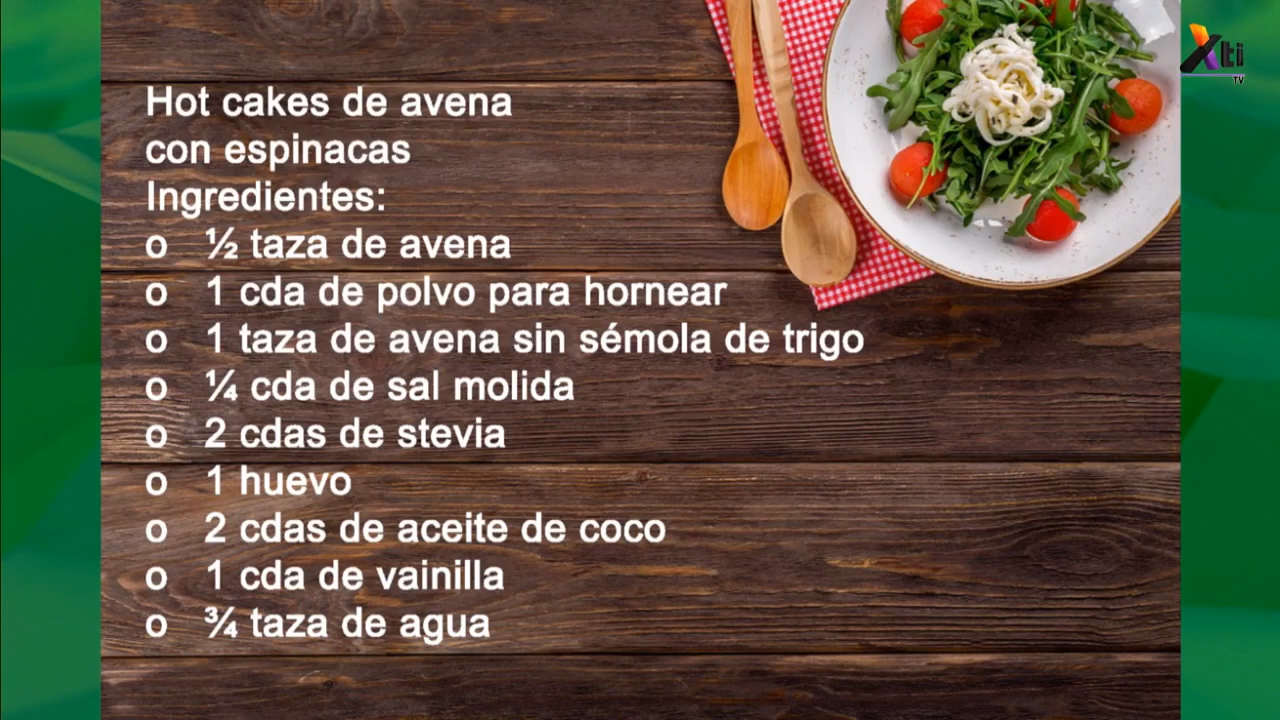 Hot cakes de avena
con espinacas
Ingredientes:
o ½ taza de avena
o 1 cda de polvo para hornear
o 1 taza de avena sin sémola de trigo
o ¼ cda de sal molida
o 2 cdas de stevia
o 1 huevo
o 2 cdas de aceite de coco
o 1 cda de vainilla
o ¾ taza de agua
Xti
TV